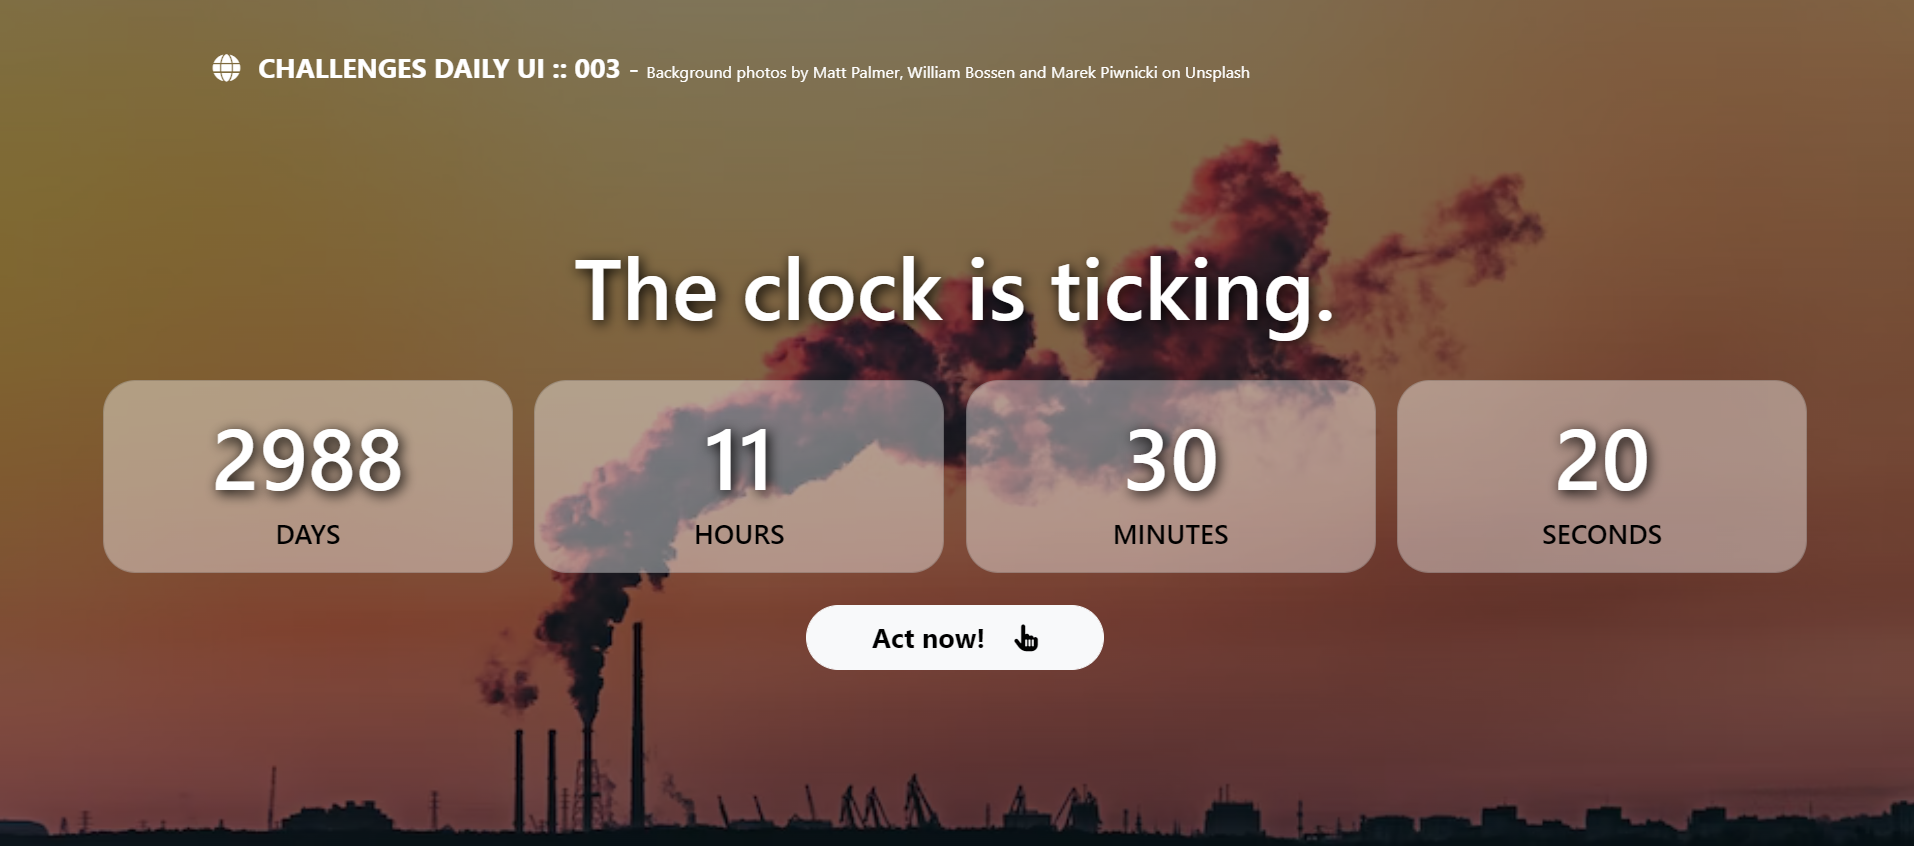 CHALLENGES DAILY UI :: 003 - Background photos by Matt Palmer, William Bossen and Marek Piwnicki on Unsplash
The clock is ticking.
2988 11 30 20
DAYS HOURS MINUTES SECONDS
Act now!